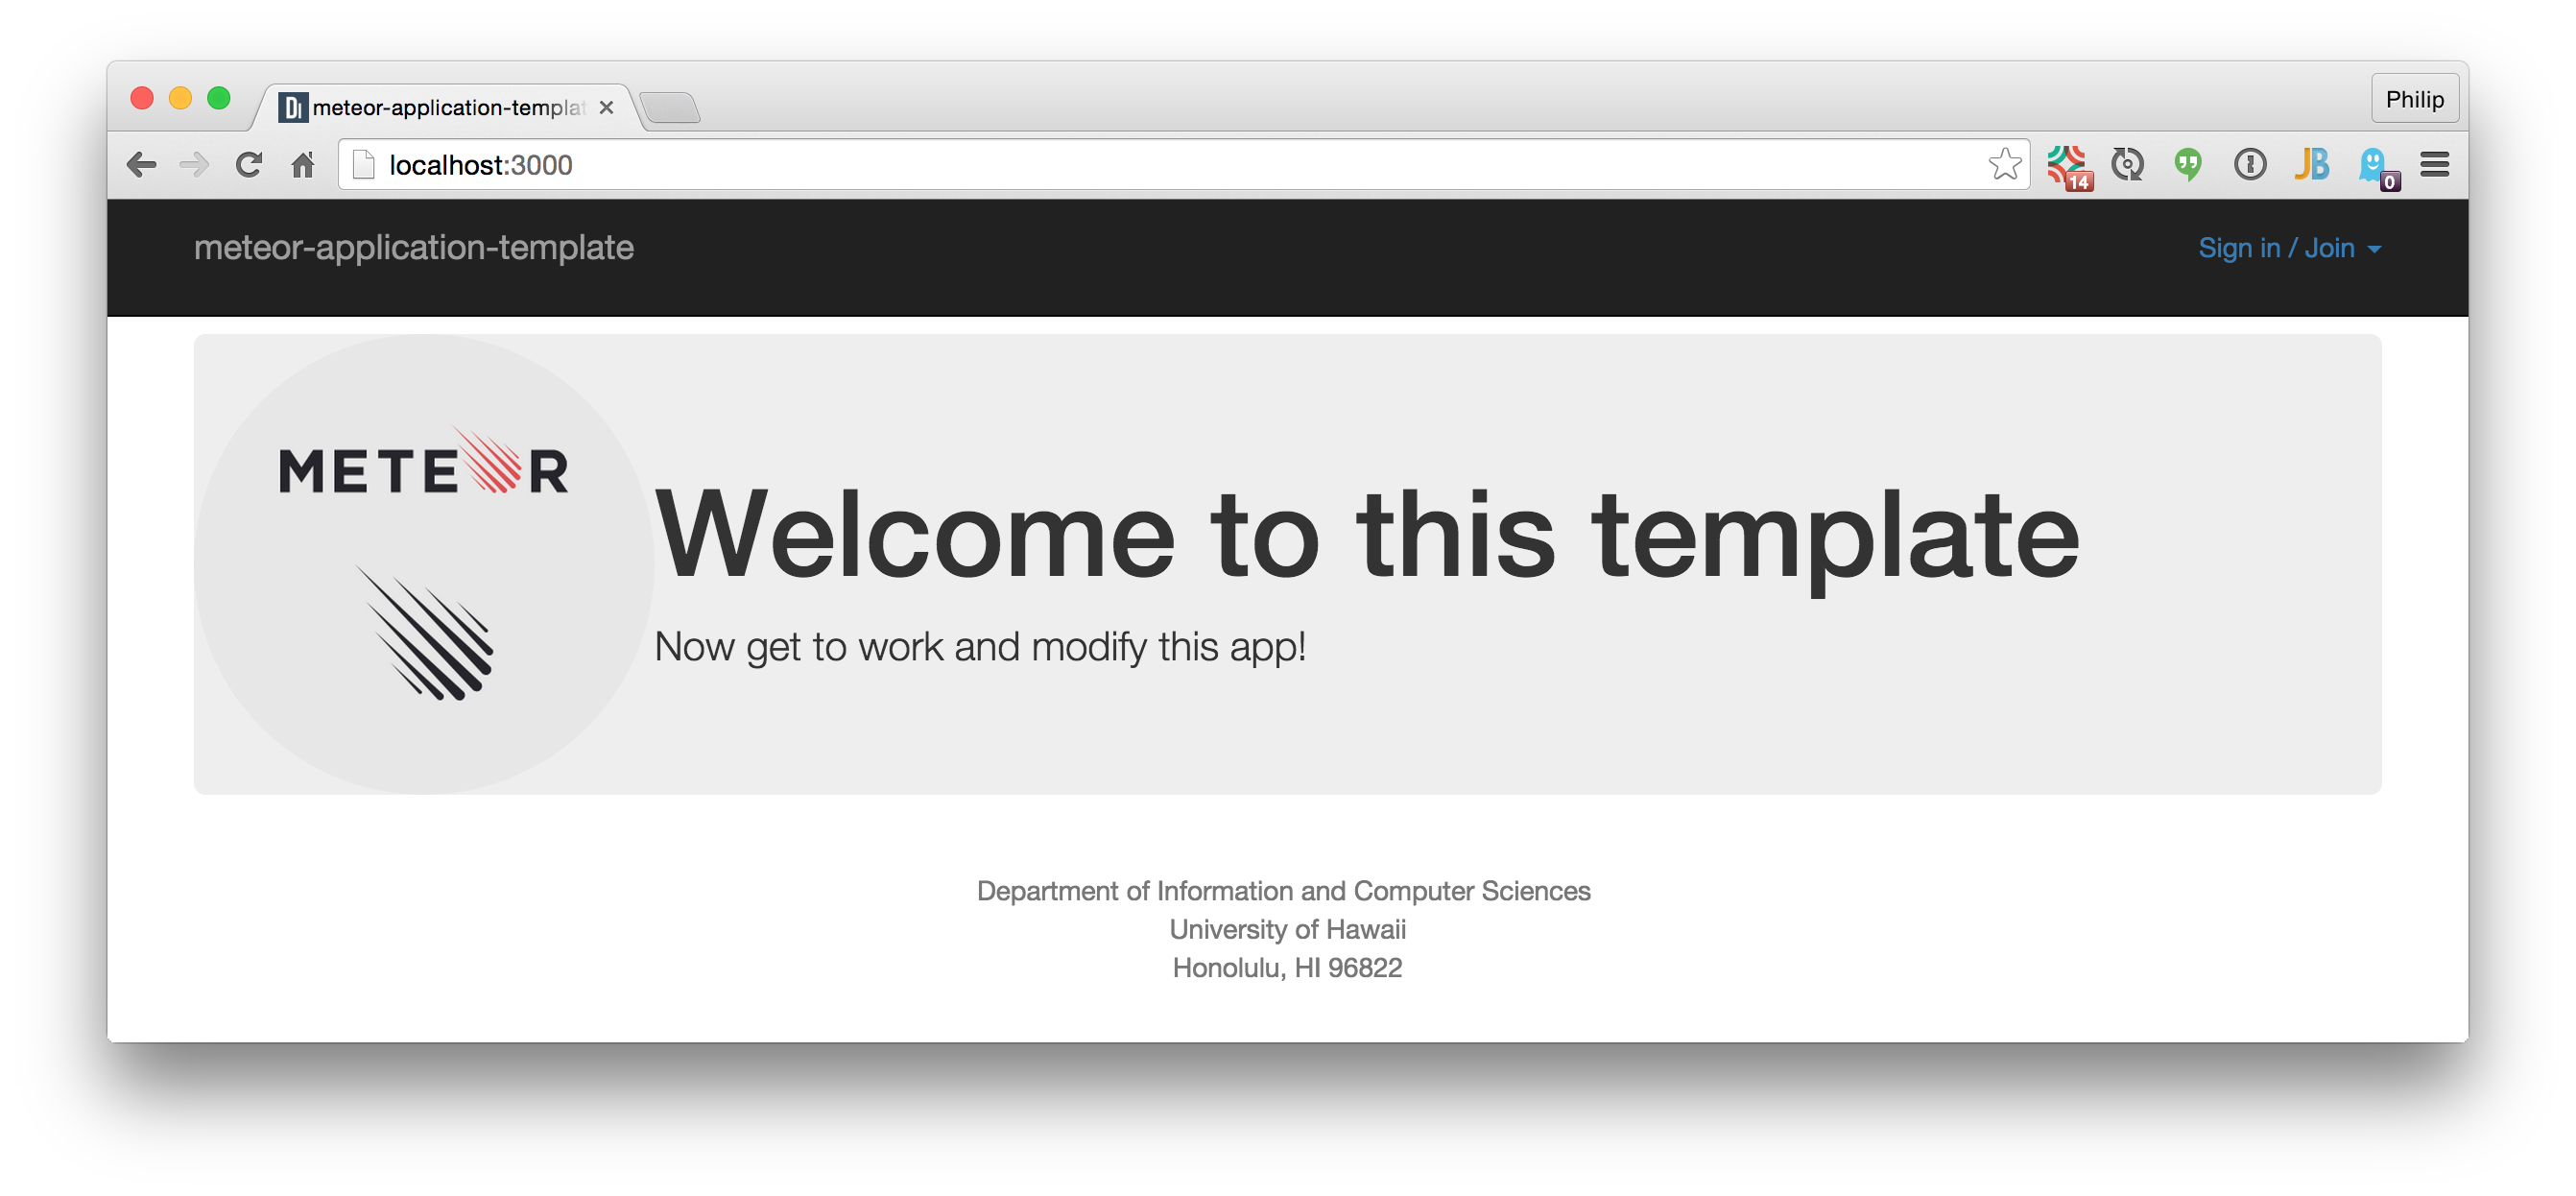 meteor-application-templat
Philip
localhost:3000
14
JB
0
meteor-application-template
Sign in / Join
METEOR
Welcome to this template
Now get to work and modify this app!
Department of Information and Computer Sciences
University of Hawaii
Honolulu, HI 96822